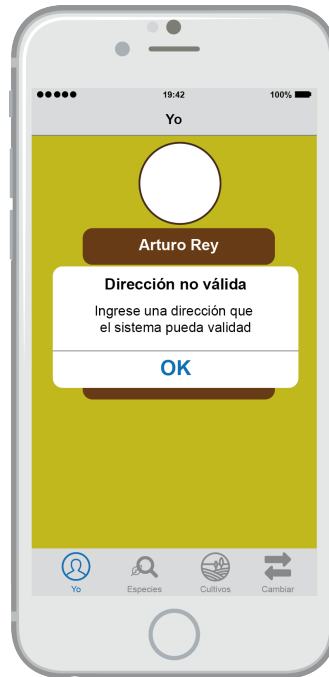 19:42
100%
Yo
Arturo Rey
Dirección no válida
Ingrese una dirección que
el sistema pueda validad
OK
Yo
Especies
Cultivos
Cambiar